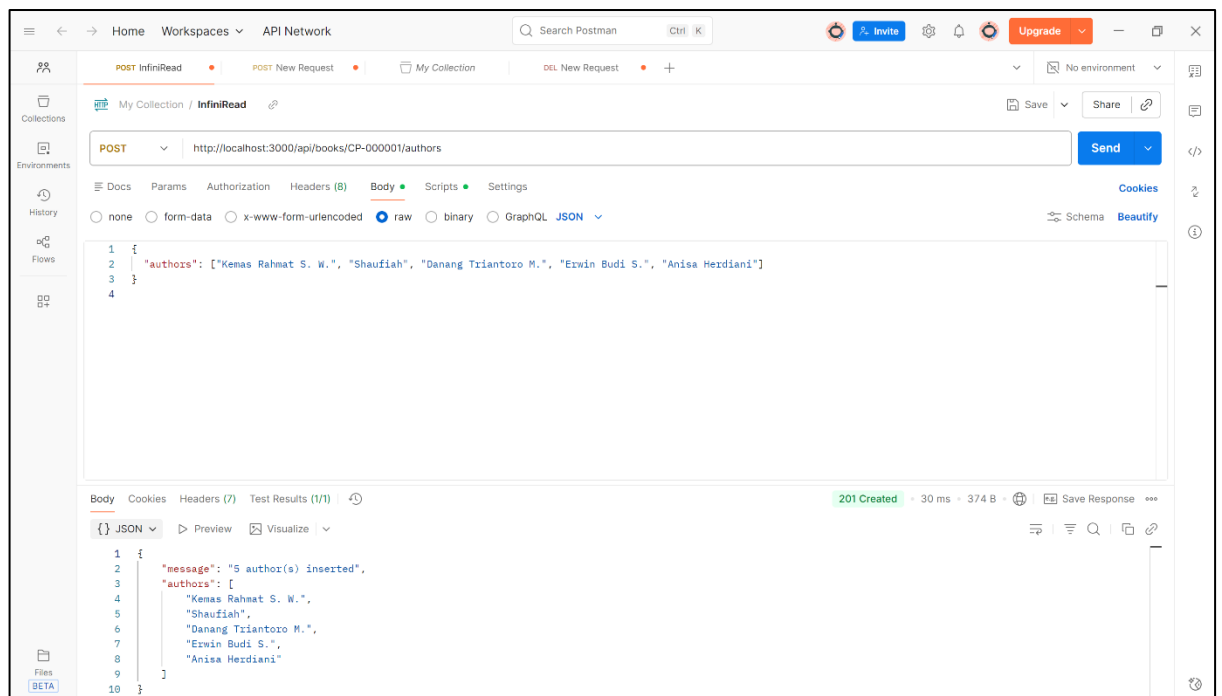 Home Workspaces API Network Search Postman Ctrl K Invite Upgrade
POST InfiniRead POST New Request My Collection DEL New Request No environment
My Collection / InfiniRead Save Share
Collections
POST http://localhost:3000/api/books/CP-000001/authors Send
Environments
Docs Params Authorization Headers (8) Body Scripts Settings Cookies
History
none form-data x-www-form-urlencoded raw binary GraphQL JSON Schema Beautify
Flows
1 {
2 "authors": ["Kemas Rahmat S. W.", "Shaufiah", "Danang Triantoro M.", "Erwin Budi S.", "Anisa Herdiani"]
3 }
4
Body Cookies Headers (7) Test Results (1/1) 201 Created 30 ms 374 B e.g. Save Response
{} JSON Preview Visualize
1 {
2 "message": "5 author(s) inserted",
3 "authors": [
4 "Kemas Rahmat S. W.",
5 "Shaufiah",
6 "Danang Triantoro M.",
7 "Erwin Budi S.",
8 "Anisa Herdiani"
9 ]
10 }
Files
BETA